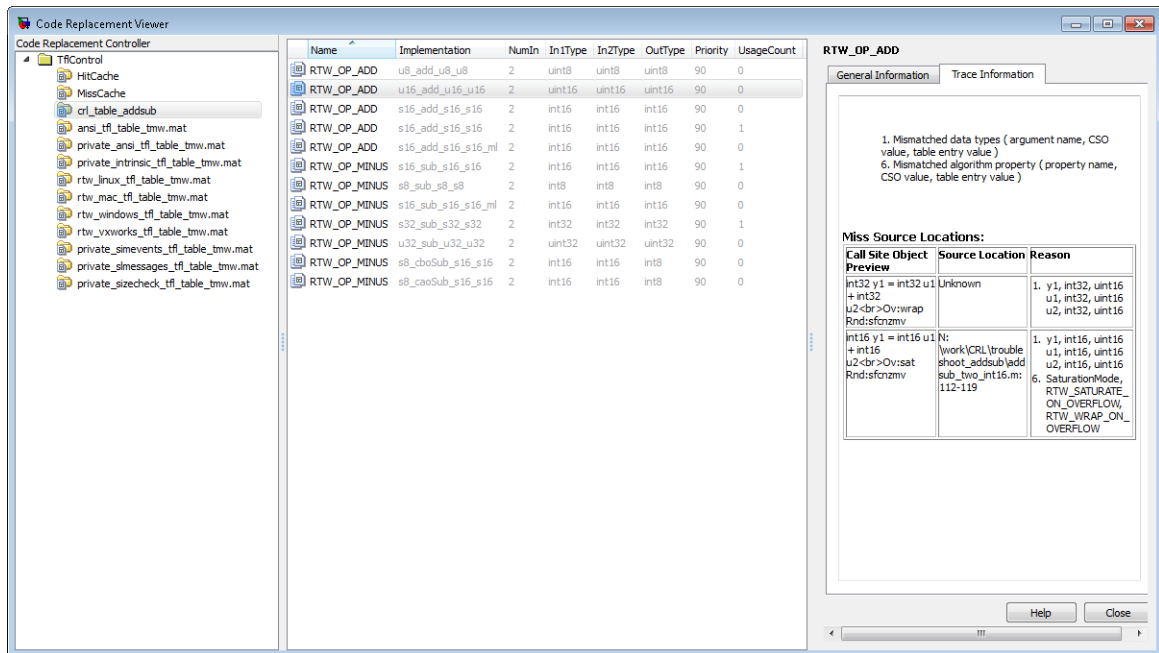 Code Replacement Viewer
Code Replacement Controller
TflControl
HitCache
MissCache
crl_table_addsub
ansi_tfl_table_tmw.mat
private_ansi_tfl_table_tmw.mat
private_intrinsic_tfl_table_tmw.mat
rtw_linux_tfl_table_tmw.mat
rtw_mac_tfl_table_tmw.mat
rtw_windows_tfl_table_tmw.mat
rtw_vxworks_tfl_table_tmw.mat
private_simevents_tfl_table_tmw.mat
private_slmessages_tfl_table_tmw.mat
private_sizecheck_tfl_table_tmw.mat
Name Implementation NumIn In1Type In2Type OutType Priority UsageCount
RTW_OP_ADD u8_add_u8_u8 2 uint8 uint8 uint8 90 0
RTW_OP_ADD u16_add_u16_u16 2 uint16 uint16 uint16 90 0
RTW_OP_ADD s16_add_s16_s16 2 int16 int16 int16 90 0
RTW_OP_ADD s16_add_s16_s16 2 int16 int16 int16 90 1
RTW_OP_ADD s16_add_s16_s16_ml 2 int16 int16 int16 90 0
RTW_OP_MINUS s16_sub_s16_s16 2 int16 int16 int16 90 1
RTW_OP_MINUS s8_sub_s8_s8 2 int8 int8 int8 90 0
RTW_OP_MINUS s16_sub_s16_s16_ml 2 int16 int16 int16 90 0
RTW_OP_MINUS s32_sub_s32_s32 2 int32 int32 int32 90 1
RTW_OP_MINUS u32_sub_u32_u32 2 uint32 uint32 uint32 90 0
RTW_OP_MINUS s8_cboSub_s16_s16 2 int16 int16 int8 90 0
RTW_OP_MINUS s8_caoSub_s16_s16 2 int16 int16 int8 90 0
RTW_OP_ADD
General Information Trace Information
1. Mismatched data types ( argument name, CSO
value, table entry value )
6. Mismatched algorithm property ( property name,
CSO value, table entry value )
Miss Source Locations:
Call Site Object
Preview
Source Location
Reason
int32 y1 = int32 u1
+ int32
u2<br>Ov:wrap
Rnd:sfcnzmv
Unknown
1. y1, int32, uint16
u1, int32, uint16
u2, int32, uint16
int16 y1 = int16 u1
+ int16
u2<br>Ov:sat
Rnd:sfcnzmv
N:
\work\CRL\trouble
shoot_addsub\add
sub_two_int16.m:
112-119
1. y1, int16, uint16
u1, int16, uint16
u2, int16, uint16
6. SaturationMode,
RTW_SATURATE_
ON_OVERFLOW,
RTW_WRAP_ON_
OVERFLOW
Help Close